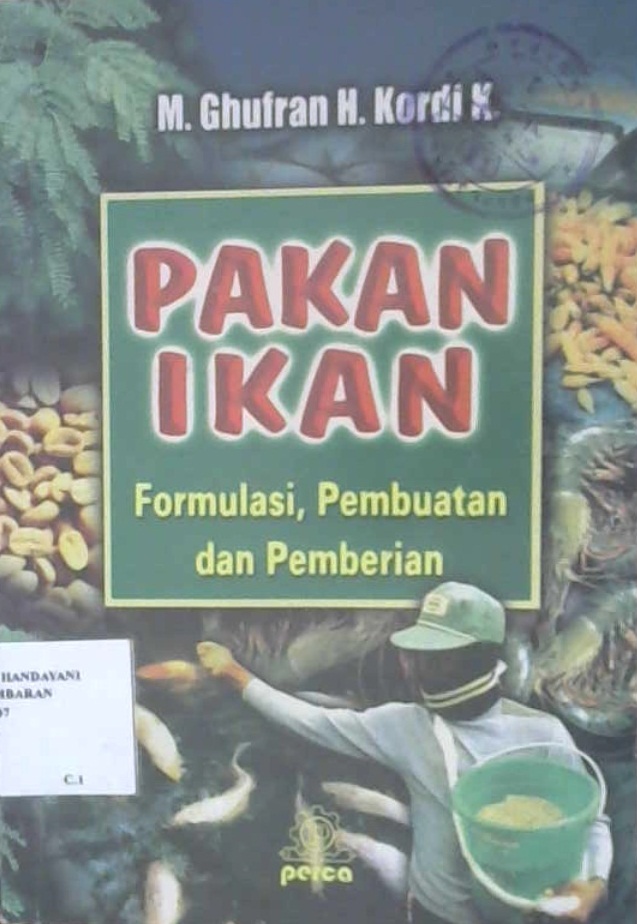 M. Ghufran H. Kordi K.
PAKAN
IKAN
Formulasi, Pembuatan
dan Pemberian
HANDAYANI
MBARAN
C.1
perca